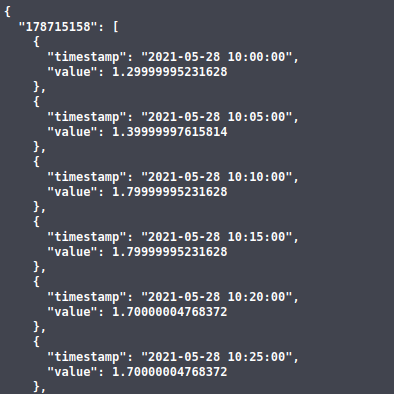 {
  "178715158": [
    {
      "timestamp": "2021-05-28 10:00:00",
      "value": 1.29999995231628
    },
    {
      "timestamp": "2021-05-28 10:05:00",
      "value": 1.39999997615814
    },
    {
      "timestamp": "2021-05-28 10:10:00",
      "value": 1.79999995231628
    },
    {
      "timestamp": "2021-05-28 10:15:00",
      "value": 1.79999995231628
    },
    {
      "timestamp": "2021-05-28 10:20:00",
      "value": 1.70000004768372
    },
    {
      "timestamp": "2021-05-28 10:25:00",
      "value": 1.70000004768372
    },